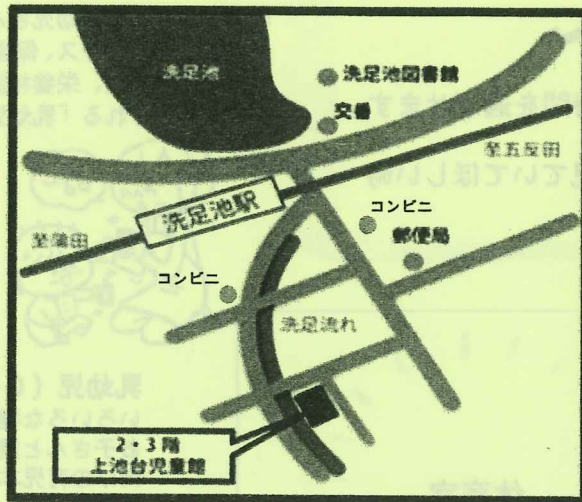 洗足池
洗足池図書館
交番
至五反田
洗足池駅
コンビニ
至蒲田
郵便局
コンビニ
洗足流れ
2・3階
上池台児童館